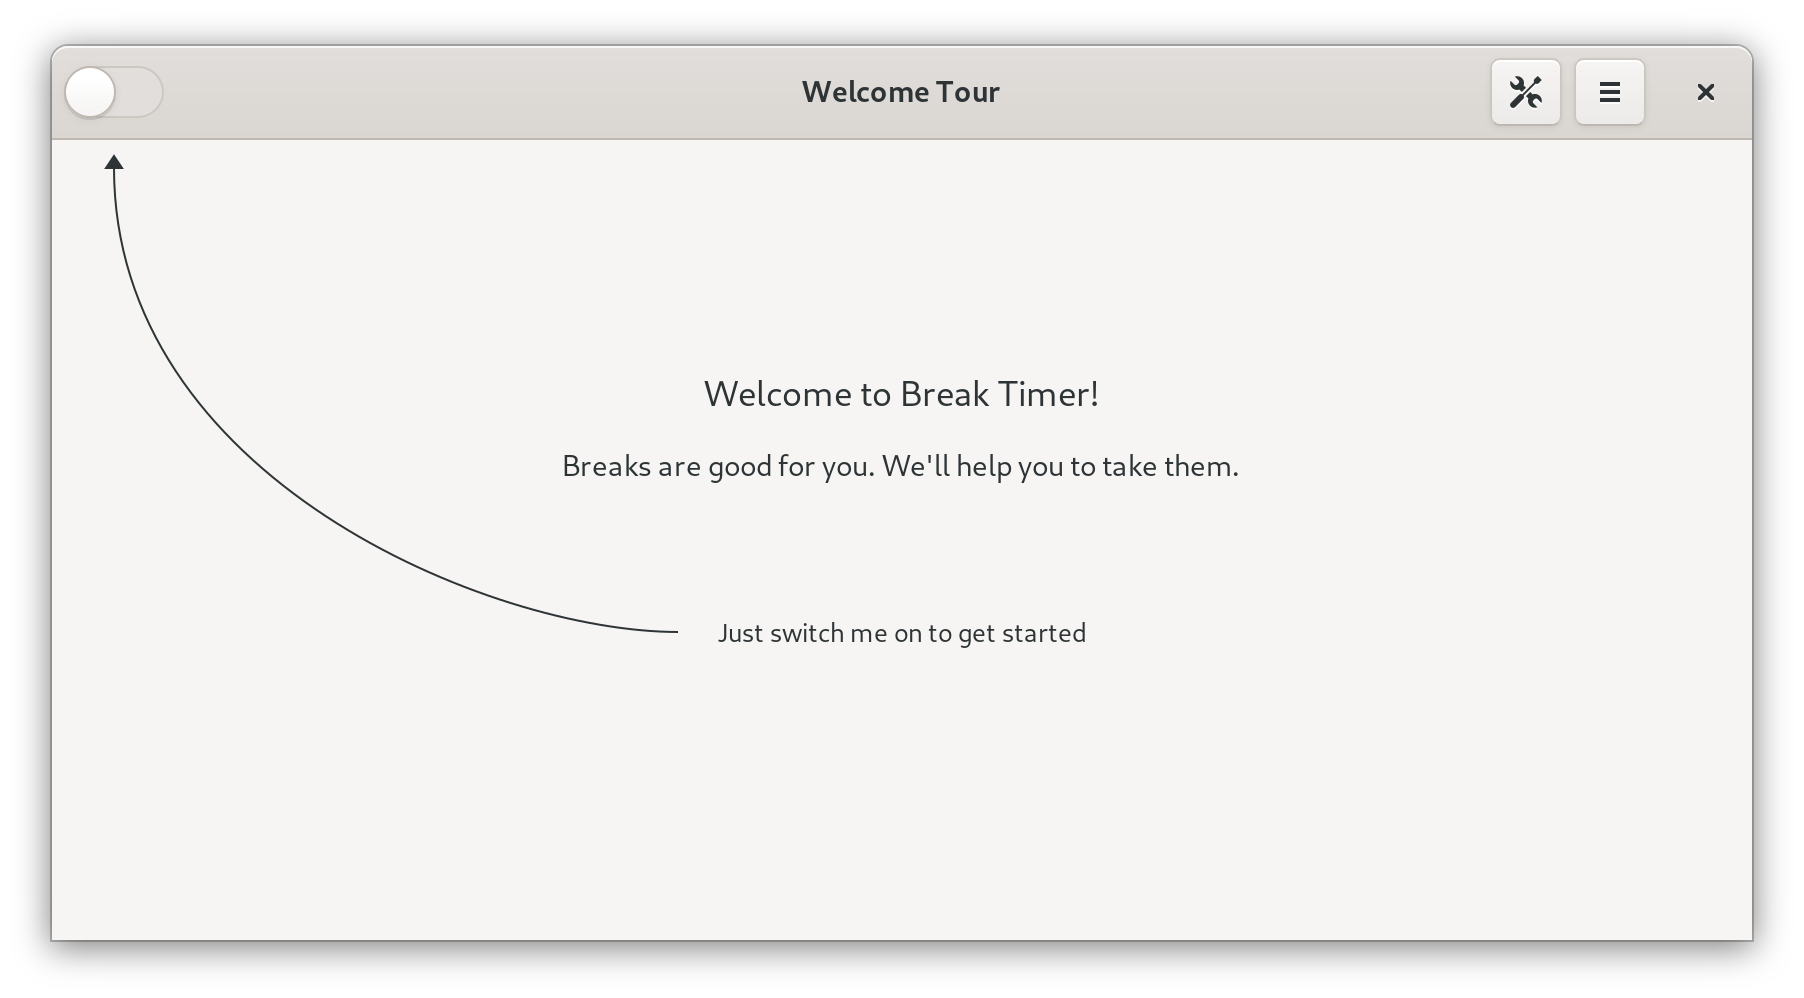 Welcome Tour
Welcome to Break Timer!
Breaks are good for you. We'll help you to take them.
Just switch me on to get started